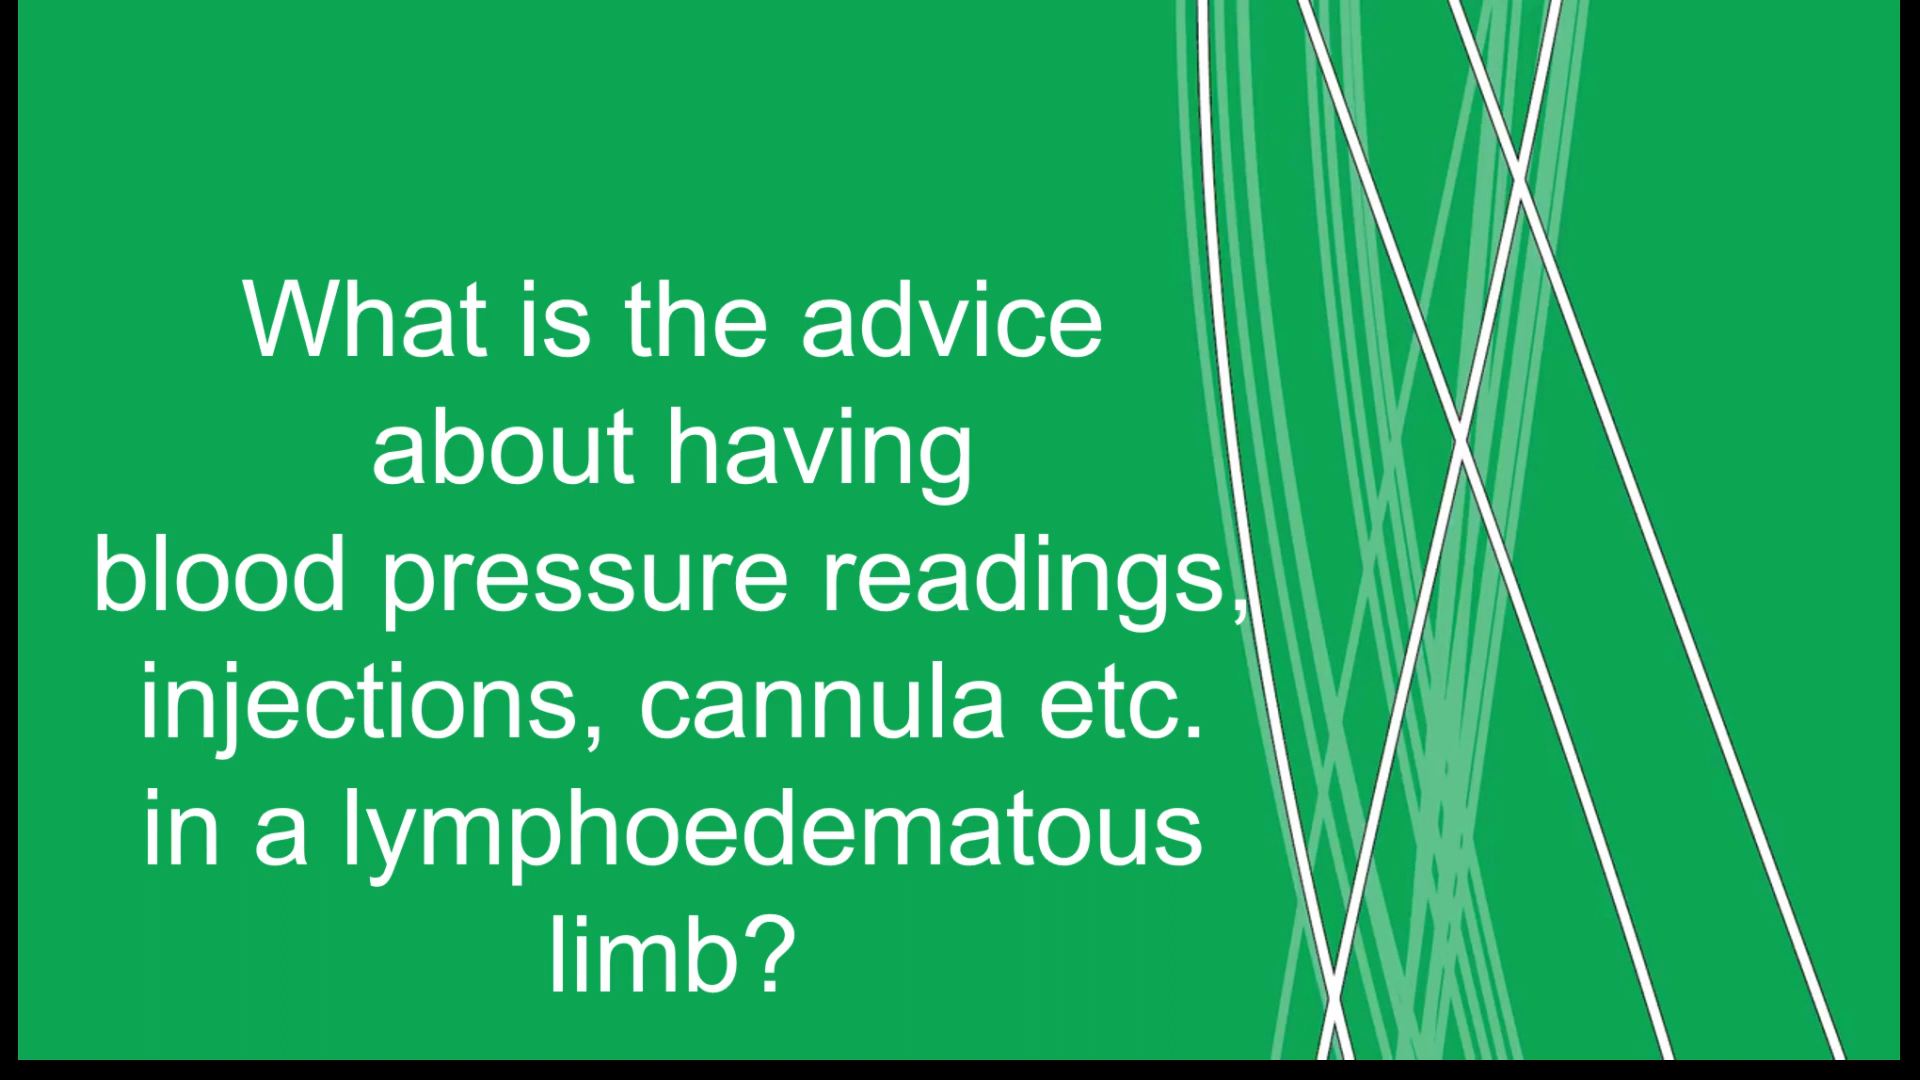 What is the advice
about having
blood pressure readings,
injections, cannula etc.
in a lymphoedematous
limb?